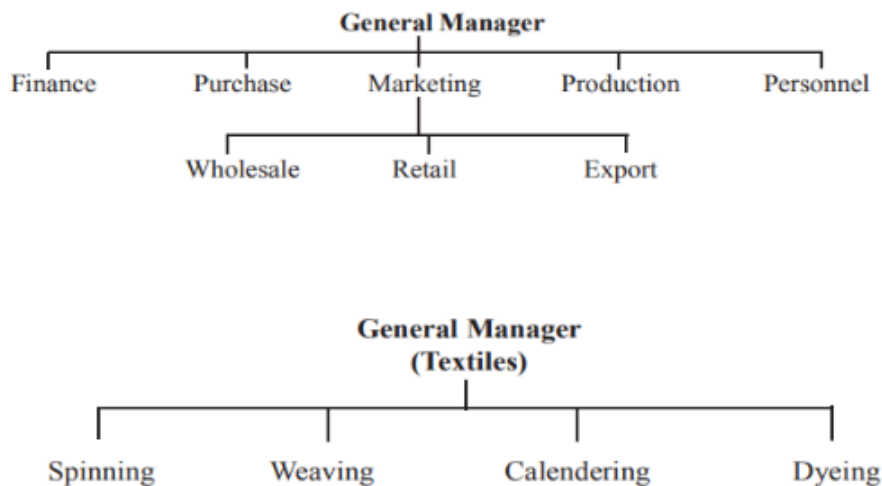 General Manager
Finance Purchase Marketing Production Personnel
Wholesale Retail Export
General Manager
(Textiles)
Spinning Weaving Calendering Dyeing